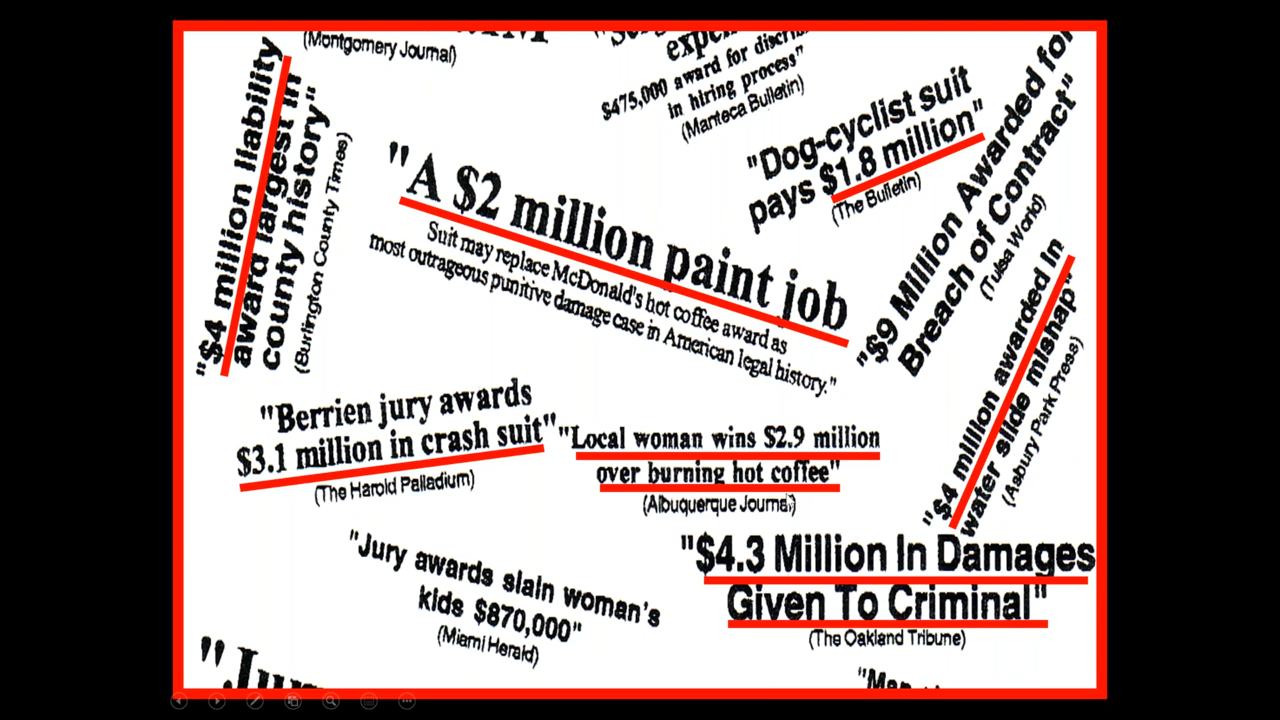 (Montgomery Journal)
$475,000 award for
in hiring process"
(Manteca Bulletin)
"Dog-cyclist suit
pays $1.8 million"
(The Bulletin)
"$9 Million Awarded for
Breach of Contract"
(Tulsa World)
"$4 million liability
award largest in
county history"
(Burlington County Times)
"A $2 million paint job
Suit may replace McDonald's hot coffee award as
most outrageous punitive damage case in American legal history."
"$4 million awarded in
water slide mishap"
(Asbury Park Press)
"Berrien jury awards
$3.1 million in crash suit"
(The Harold Palladium)
"Local woman wins $2.9 million
over burning hot coffee"
(Albuquerque Journal)
"Jury awards slain woman's
kids $870,000"
(Miami Herald)
"$4.3 Million In Damages
Given To Criminal"
(The Oakland Tribune)